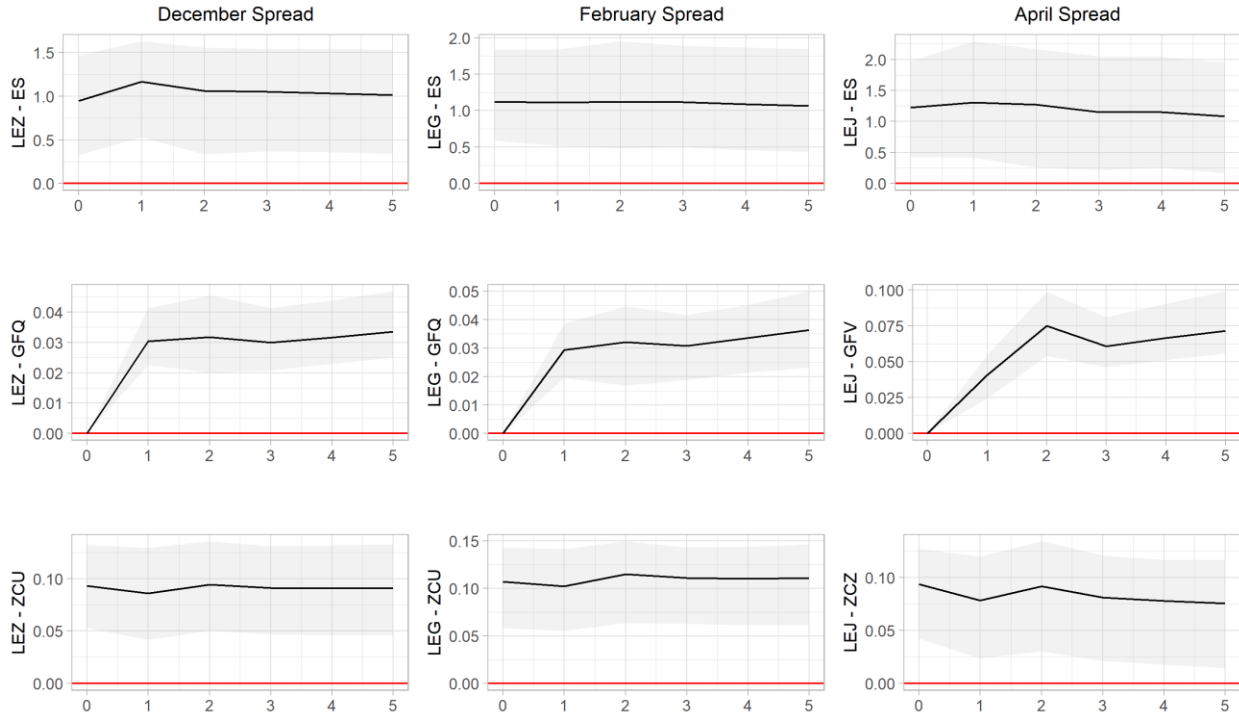 December Spread
February Spread
April Spread
LEZ - ES
1.5
1.0
0.5
0.0
0 1 2 3 4 5
LEG - ES
2.0
1.5
1.0
0.5
0.0
0 1 2 3 4 5
LEJ - ES
2.0
1.5
1.0
0.5
0.0
0 1 2 3 4 5
LEZ - GFQ
0.04
0.03
0.02
0.01
0.00
0 1 2 3 4 5
LEG - GFQ
0.05
0.04
0.03
0.02
0.01
0.00
0 1 2 3 4 5
LEJ - GFV
0.100
0.075
0.050
0.025
0.000
0 1 2 3 4 5
LEZ - ZCU
0.10
0.05
0.00
0 1 2 3 4 5
LEG - ZCU
0.15
0.10
0.05
0.00
0 1 2 3 4 5
LEJ - ZCZ
0.10
0.05
0.00
0 1 2 3 4 5